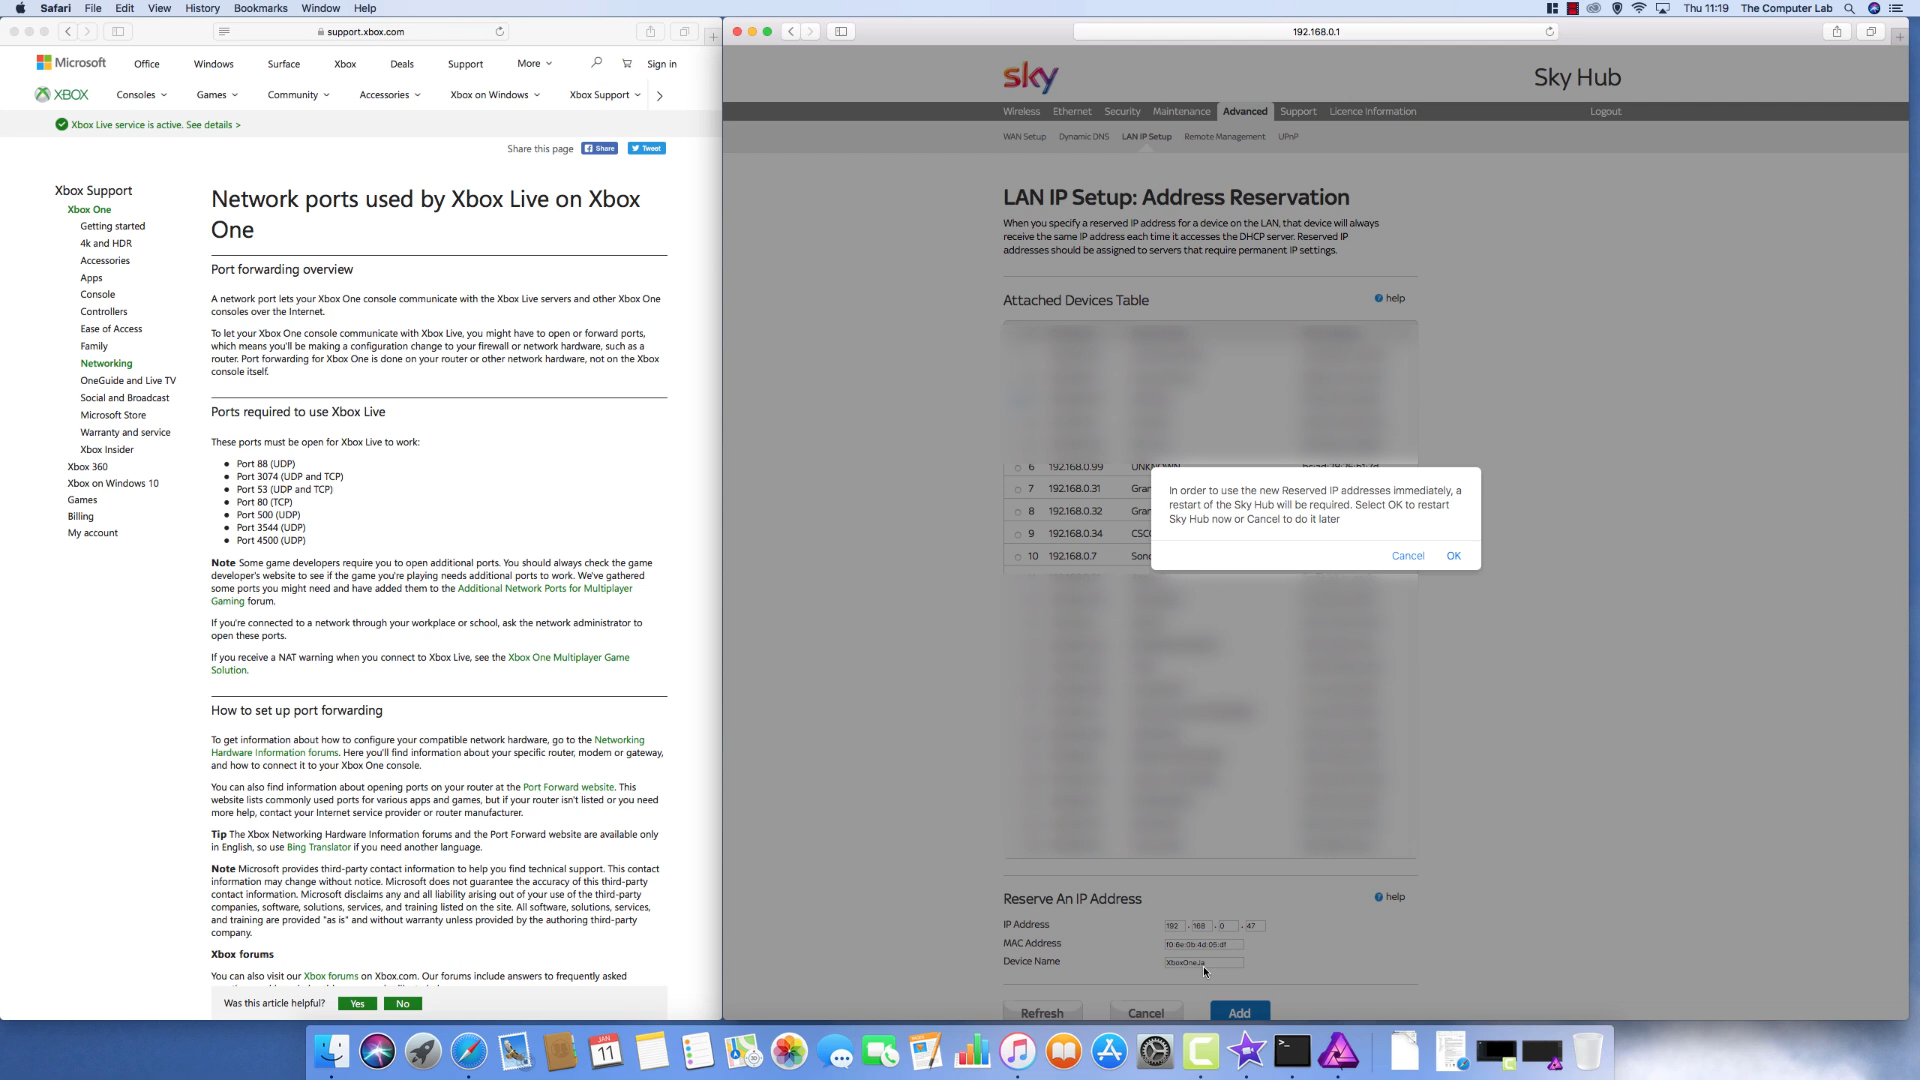 Safari File Edit View History Bookmarks Window Help
Thu 11:19 The Computer Lab
support.xbox.com
Microsoft Office Windows Surface Xbox Deals Support More Sign in
XBOX Consoles Games Community Accessories Xbox on Windows Xbox Support
Xbox Live service is active. See details >
Share this page Share Tweet
Xbox Support
Xbox One
Getting started
4k and HDR
Accessories
Apps
Console
Controllers
Ease of Access
Family
Networking
OneGuide and Live TV
Social and Broadcast
Microsoft Store
Warranty and service
Xbox Insider
Xbox 360
Xbox on Windows 10
Games
Billing
My account
Network ports used by Xbox Live on Xbox
One
Port forwarding overview
A network port lets your Xbox One console communicate with the Xbox Live servers and other Xbox One
consoles over the Internet.
To let your Xbox One console communicate with Xbox Live, you might have to open or forward ports,
which means you'll be making a configuration change to your firewall or network hardware, such as a
router. Port forwarding for Xbox One is done on your router or other network hardware, not on the Xbox
console itself.
Ports required to use Xbox Live
These ports must be open for Xbox Live to work:
• Port 88 (UDP)
• Port 3074 (UDP and TCP)
• Port 53 (UDP and TCP)
• Port 80 (TCP)
• Port 500 (UDP)
• Port 3544 (UDP)
• Port 4500 (UDP)
Note Some game developers require you to open additional ports. You should always check the game
developer's website to see if the game you're playing needs additional ports to work. We've gathered
some ports you might need and have added them to the Additional Network Ports for Multiplayer
Gaming forum.
If you're connected to a network through your workplace or school, ask the network administrator to
open these ports.
If you receive a NAT warning when you connect to Xbox Live, see the Xbox One Multiplayer Game
Solution.
How to set up port forwarding
To get information about how to configure your compatible network hardware, go to the Networking
Hardware Information forums. Here you'll find information about your specific router, modem or gateway,
and how to connect it to your Xbox One console.
You can also find information about opening ports on your router at the Port Forward website. This
website lists commonly used ports for various apps and games, but if your router isn't listed or you need
more help, contact your Internet service provider or router manufacturer.
Tip The Xbox Networking Hardware Information forums and the Port Forward website are available only
in English, so use Bing Translator if you need another language.
Note Microsoft provides third-party contact information to help you find technical support. This contact
information may change without notice. Microsoft does not guarantee the accuracy of this third-party
contact information. Microsoft disclaims any and all liability arising out of your use of the third-party
companies, software, solutions, services, and training listed on the site. All software, solutions, services,
and training are provided "as is" and without warranty unless provided by the authoring third-party
company.
Xbox forums
You can also visit our Xbox forums on Xbox.com. Our forums include answers to frequently asked
Was this article helpful? Yes No
192.168.0.1
sky Sky Hub
Wireless Ethernet Security Maintenance Advanced Support Licence Information Logout
WAN Setup Dynamic DNS LAN IP Setup Remote Management UPnP
LAN IP Setup: Address Reservation
When you specify a reserved IP address for a device on the LAN, that device will always
receive the same IP address each time it accesses the DHCP server. Reserved IP
addresses should be assigned to servers that require permanent IP settings.
Attached Devices Table help
6 192.168.0.99 UNKNOWN
7 192.168.0.31
8 192.168.0.32
9 192.168.0.34
10 192.168.0.7
In order to use the new Reserved IP addresses immediately, a
restart of the Sky Hub will be required. Select OK to restart
Sky Hub now or Cancel to do it later
Cancel OK
Reserve An IP Address help
IP Address 192 . 168 . 0 . 47
MAC Address f0:6e:0b:4d:05:df
Device Name XboxOneJa
Refresh Cancel Add
JAN
11